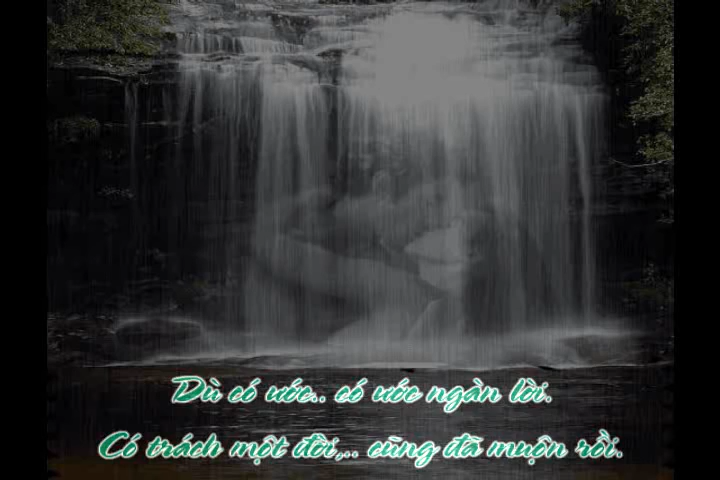 Dù có ước.. có ước ngàn lời.
Có trách một đời,.. cũng đã muộn rồi.